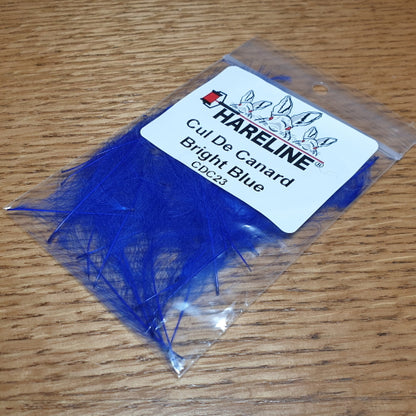 HARELINE®
Cul De Canard
Bright Blue
CDC23